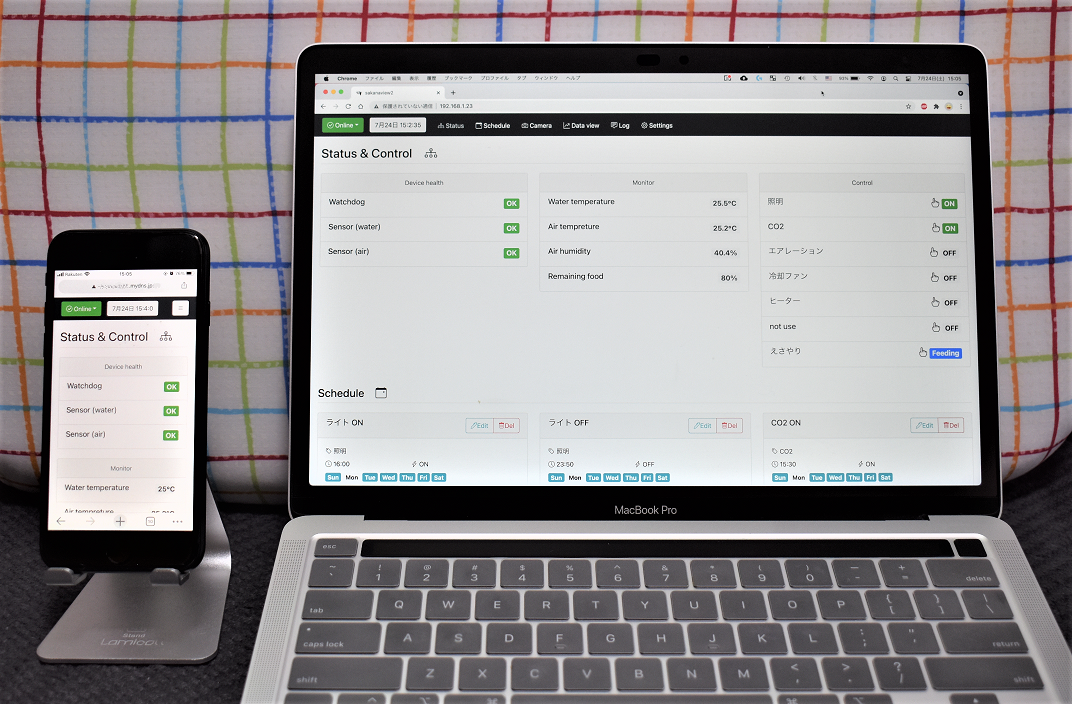 Chrome ファイル 編集 表示 履歴 ブックマーク プロファイル タブ ウィンドウ ヘルプ
93% 7月24日(土) 15:05
sakanaview2
保護されていない通信 192.168.1.23
Online 7月24日 15:2:35 Status Schedule Camera Data view Log Settings
Status & Control
Device health
Watchdog OK
Sensor (water) OK
Sensor (air) OK
Monitor
Water temperature 25.5°C
Air tempreture 25.2°C
Air humidity 40.4%
Remaining food 80%
Control
照明 ON
CO2 ON
エアレーション OFF
冷却ファン OFF
ヒーター OFF
not use OFF
えさやり Feeding
Schedule
ライト ON Edit Del
照明
16:00 ON
Sun Mon Tue Wed Thu Fri Sat
ライト OFF Edit Del
照明
23:50 OFF
Sun Mon Tue Wed Thu Fri Sat
CO2 ON Edit Del
CO2
15:30 ON
Sun Mon Tue Wed Thu Fri Sat
MacBook Pro
esc
~ ! @ # $ % ^ & * ( ) — +
` 1 2 3 4 5 6 7 8 9 0 - = delete
tab Q W E R T Y U I O P { [ } ] | \
caps lock A S D F G H J K L : ; " ' return
shift Z X C V B N M < , > . ? / shift
Rakuten 15:05 76%
.mydns.jp
Online 7月24日 15:4:0
Status & Control
Device health
Watchdog OK
Sensor (water) OK
Sensor (air) OK
Monitor
Water temperature 25°C
Air tempreture
Stand
Lamicall